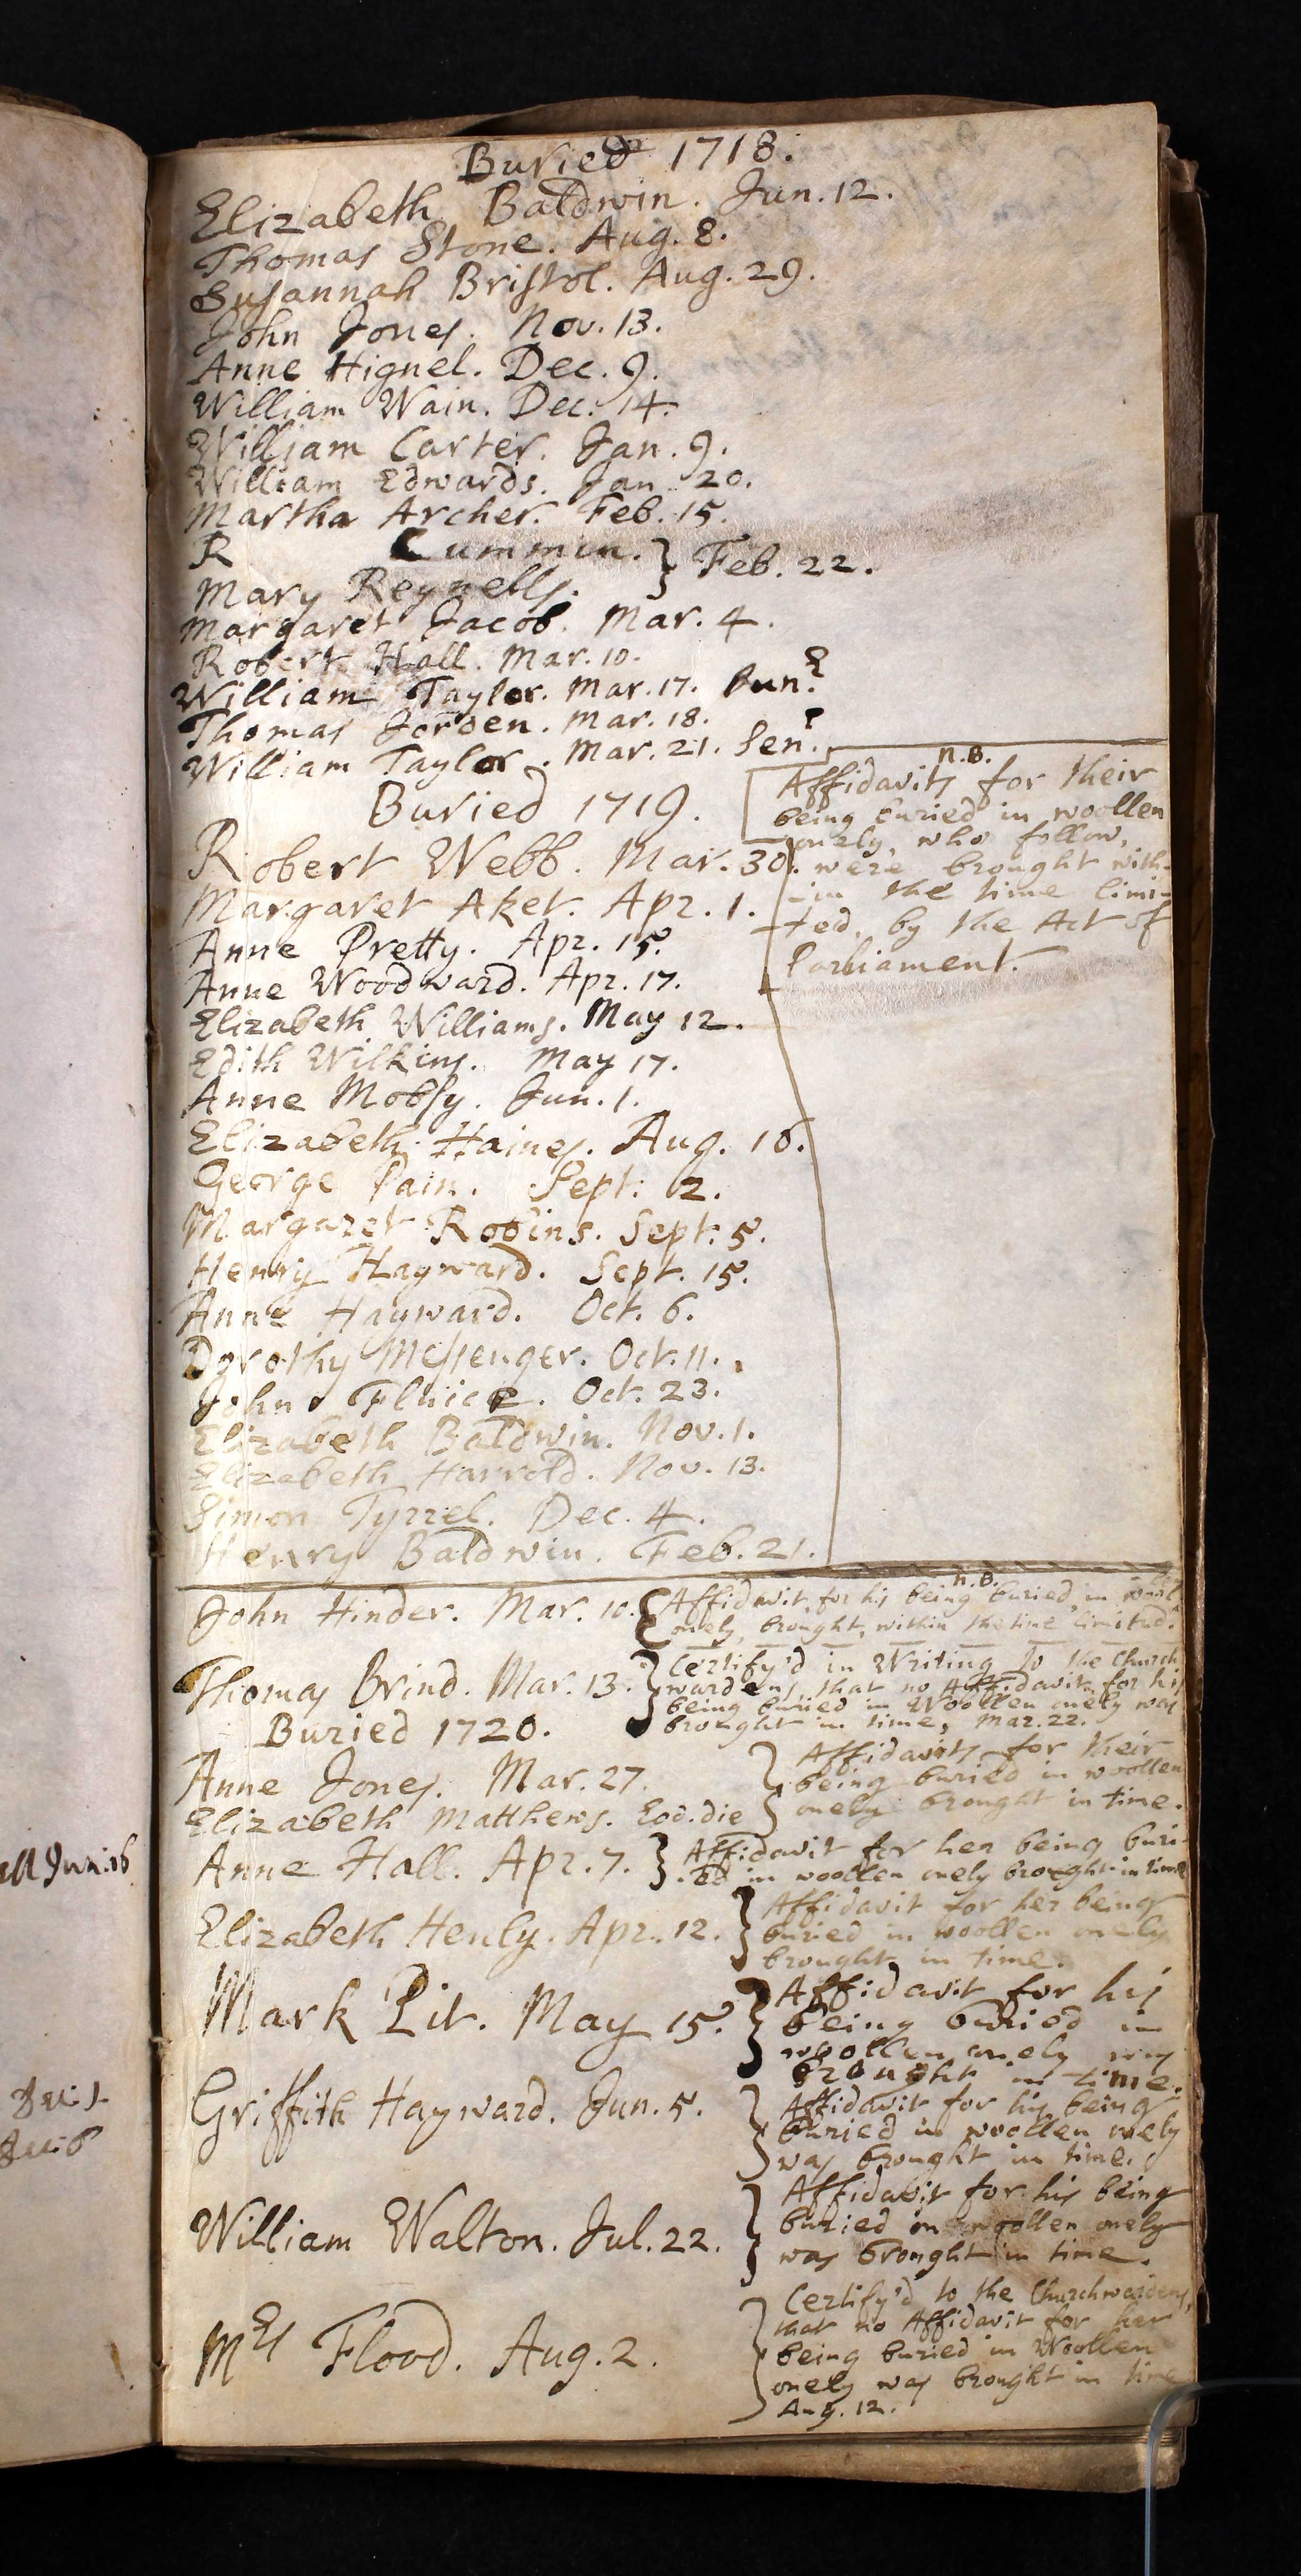 Buried 1718.
Elizabeth Baldwin. Jun. 12.
Thomas Stone. Aug. 8.
Susannah Bristol. Aug. 29.
John Jones. Nov. 13.
Anne Hignel. Dec. 9.
William Wain. Dec. 14.
William Carter. Jan. 9.
William Edwards. Jan. 20.
Martha Archer. Feb. 15.
R Cummin. } Feb. 22.
Mary Reynells.
Margaret Jacob. Mar. 4.
Robert Hall. Mar. 10.
William Taylor. Mar. 17. Jun.
Thomas Jorden. Mar. 18.
William Taylor. Mar. 21. Sen.
Buried 1719.
n.B.
Affidavits for their
being buried in woollen
onely, who follow,
were brought with-
-in the time limi-
-ted, by the Act of
Parliament.
Robert Webb. Mar. 30.
Margaret Aket. Apr. 1.
Anne Pretty. Apr. 15.
Anne Woodward. Apr. 17.
Elizabeth Williams. May 12.
Edith Wilkins. May 17.
Anne Mobsy. Jun. 1.
Elizabeth Haines. Aug. 16.
George Pain. Sept. 2.
Margaret Robins. Sept. 5.
Henry Hayward. Sept. 15.
Anne Hayward. Oct. 6.
Dorothy Messenger. Oct. 11.
John Fluice. Oct. 23.
Elizabeth Baldwin. Nov. 1.
Elizabeth Harrold. Nov. 13.
Simon Tyrrel. Dec. 4.
Henry Baldwin. Feb. 21.
n.B.
John Hinder. Mar. 10. { Affidavit, for his being buried, in
onely, brought, within the time limited.
Thomas Brind. Mar. 13. } Certify'd in Writing to the Church
wardens, that no Affidavit for his
being buried in Woollen onely was
brought in time, Mar. 22.
Buried 1720.
Anne Jones. Mar. 27.
Elizabeth Matthews. Eod. die
} Affidavits for their
being buried in woollen
onely brought in time.
Anne Hall. Apr. 7. } Affidavit for her being buri-
-ed in woollen onely brought in time
Elizabeth Henly. Apr. 12. } Affidavit for her being
buried in woollen onely
brought in time.
Mark Pit. May 15. } Affidavit for his
being buried in
woollen onely was
brought in time.
Griffith Hayward. Jun. 5. } Affidavit for his being
buried in woollen onely
was brought in time.
William Walton. Jul. 22. } Affidavit for his being
buried in woollen onely
was brought in time.
Mrs Flood. Aug. 2. } Certify'd to the Churchwardens,
that no Affidavit for her
being buried in Woollen
onely was brought in time
Aug. 12.